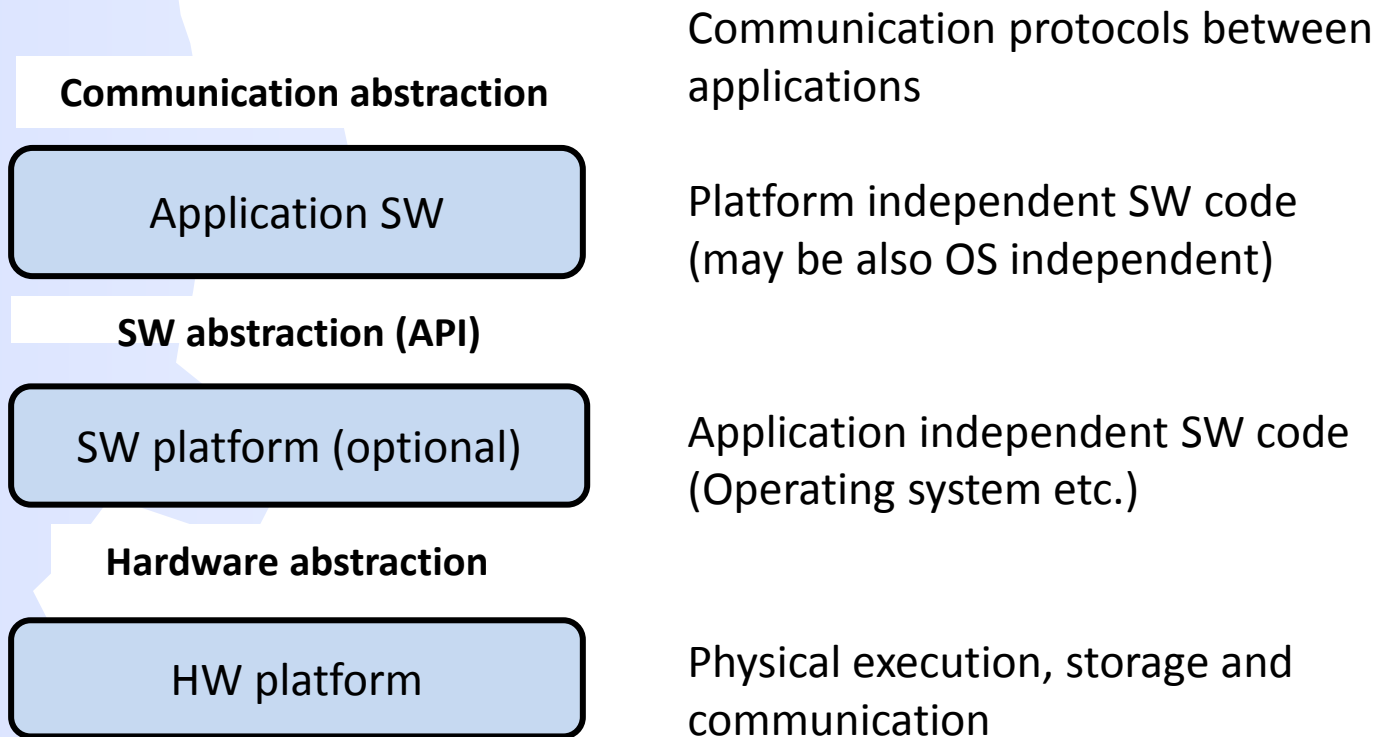 Communication protocols between
applications
Communication abstraction
Application SW
Platform independent SW code
(may be also OS independent)
SW abstraction (API)
SW platform (optional)
Application independent SW code
(Operating system etc.)
Hardware abstraction
HW platform
Physical execution, storage and
communication